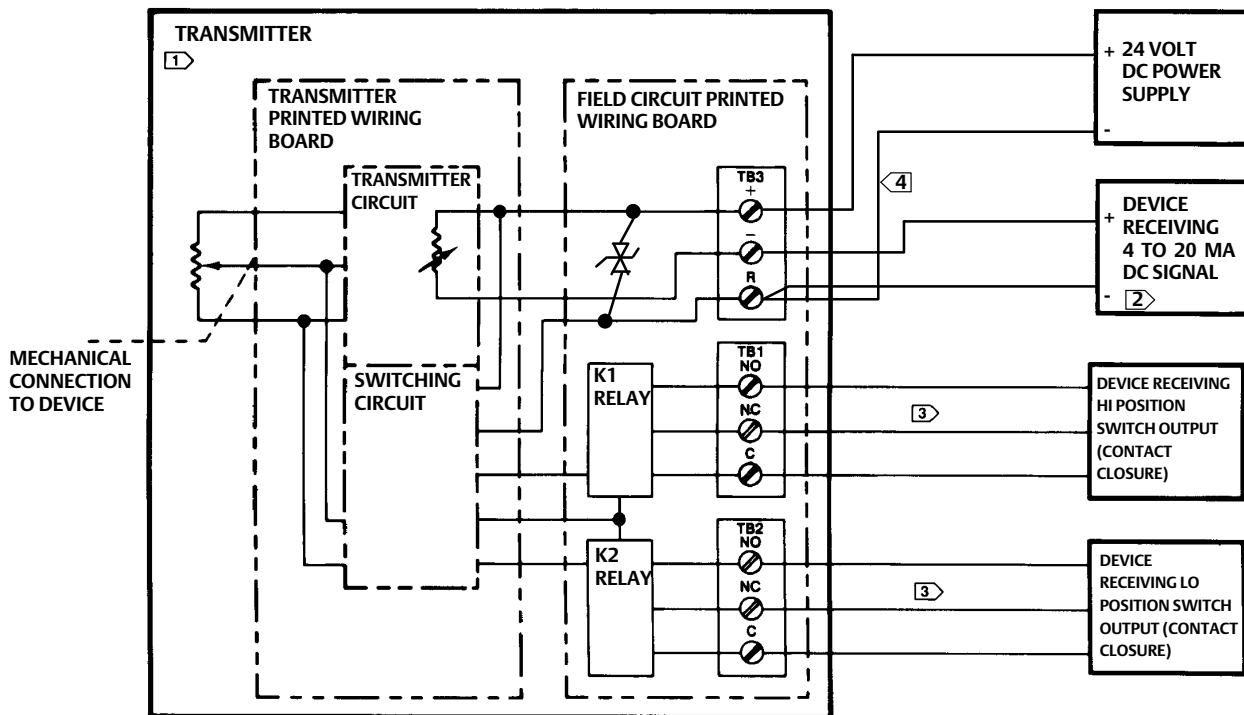 TRANSMITTER
1
TRANSMITTER
PRINTED WIRING
BOARD
FIELD CIRCUIT PRINTED
WIRING BOARD
TRANSMITTER
CIRCUIT
SWITCHING
CIRCUIT
MECHANICAL
CONNECTION
TO DEVICE
TB3
+
−
R
K1
RELAY
TB1
NO
NC
C
K2
RELAY
TB2
NO
NC
C
4
3
3
+ 24 VOLT
DC POWER
SUPPLY
-
+ DEVICE
RECEIVING
4 TO 20 MA
DC SIGNAL
- 2
DEVICE RECEIVING
HI POSITION
SWITCH OUTPUT
(CONTACT
CLOSURE)
DEVICE
RECEIVING LO
POSITION SWITCH
OUTPUT (CONTACT
CLOSURE)